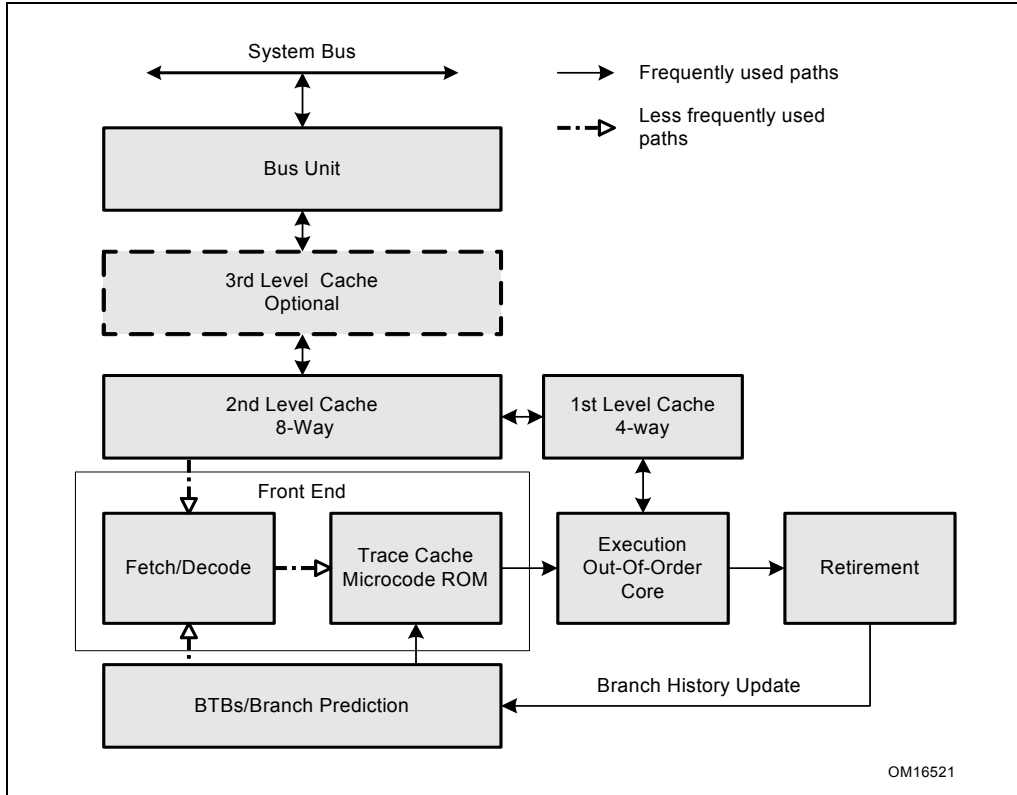 System Bus
Frequently used paths
Less frequently used
paths
Bus Unit
3rd Level Cache
Optional
2nd Level Cache
8-Way
1st Level Cache
4-way
Front End
Fetch/Decode
Trace Cache
Microcode ROM
Execution
Out-Of-Order
Core
Retirement
BTBs/Branch Prediction
Branch History Update
OM16521